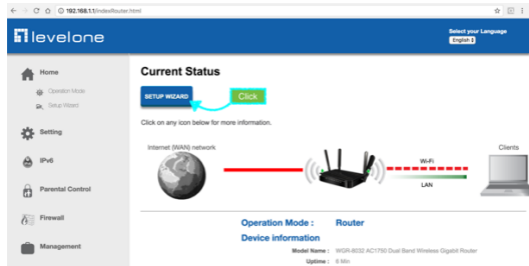 192.168.1.1/indexRouter.html
levelone
Select your Language
English
Home
Operation Mode
Setup Wizard
Setting
IPv6
Parental Control
Firewall
Management
Current Status
SETUP WIZARD
Click
Click on any icon below for more information.
Internet (WAN) network
Clients
Wi-Fi
LAN
Operation Mode : Router
Device information
Model Name : WGR-8032 AC1750 Dual Band Wireless Gigabit Router
Uptime : 8 Min